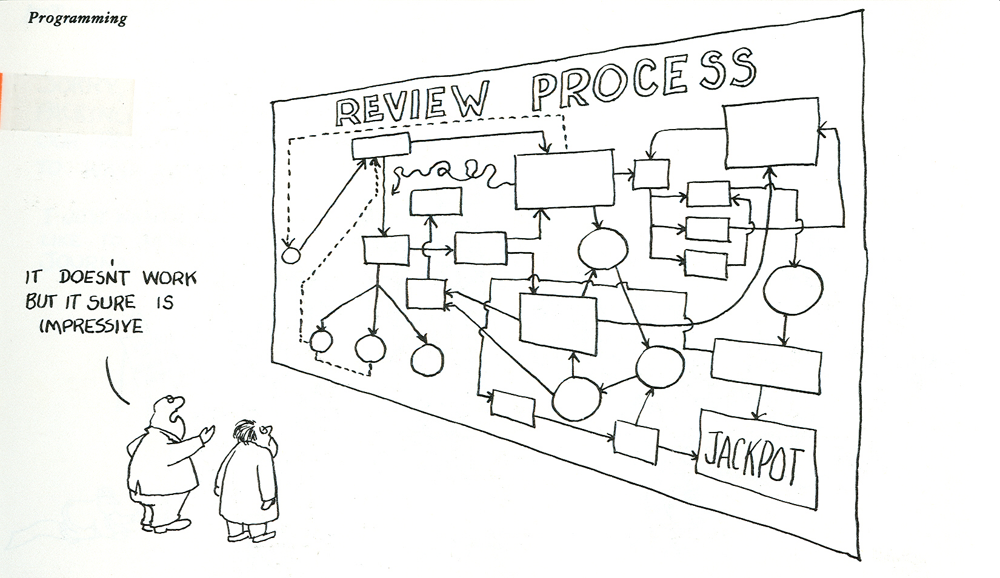 Programming
REVIEW PROCESS
IT DOESN'T WORK
BUT IT SURE IS
IMPRESSIVE
JACKPOT